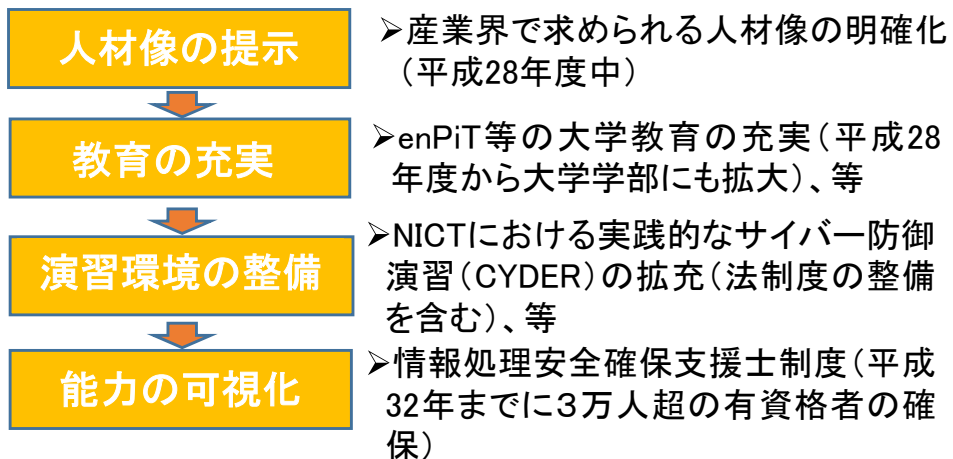 人材像の提示
➢産業界で求められる人材像の明確化
（平成28年度中）
教育の充実
➢enPiT等の大学教育の充実（平成28
年度から大学学部にも拡大）、等
演習環境の整備
➢NICTにおける実践的なサイバー防御
演習（CYDER）の拡充（法制度の整備
を含む）、等
能力の可視化
➢情報処理安全確保支援士制度（平成
32年までに３万人超の有資格者の確
保）